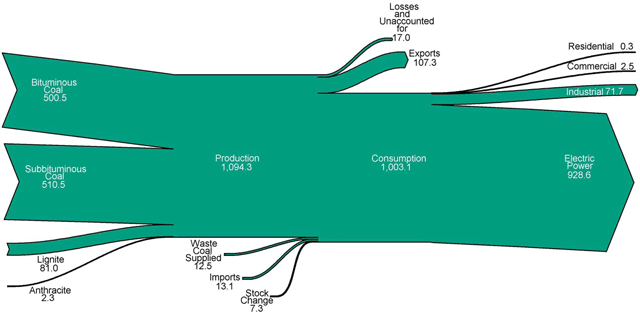 Losses and
Unaccounted
for
17.0
Exports
107.3
Residential 0.3
Commercial 2.5
Industrial 71.7
Bituminous
Coal
500.5
Subbituminous
Coal
510.5
Production
1,094.3
Consumption
1,003.1
Electric
Power
928.6
Lignite
81.0
Anthracite
2.3
Waste
Coal
Supplied
12.5
Imports
13.1
Stock
Change
7.3